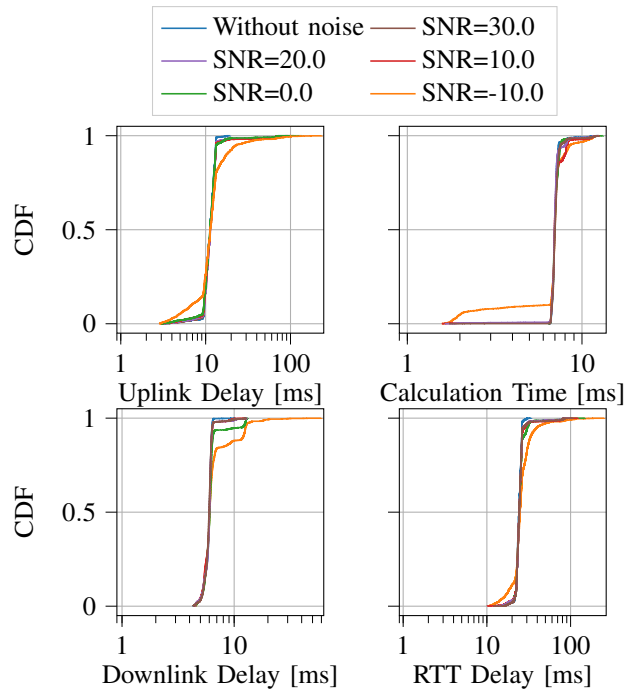 Without noise SNR=30.0
SNR=20.0 SNR=10.0
SNR=0.0 SNR=-10.0
1
0.5
0
CDF
1 10 100
Uplink Delay [ms]
1 10
Calculation Time [ms]
1
0.5
0
CDF
1 10
Downlink Delay [ms]
1 10 100
RTT Delay [ms]